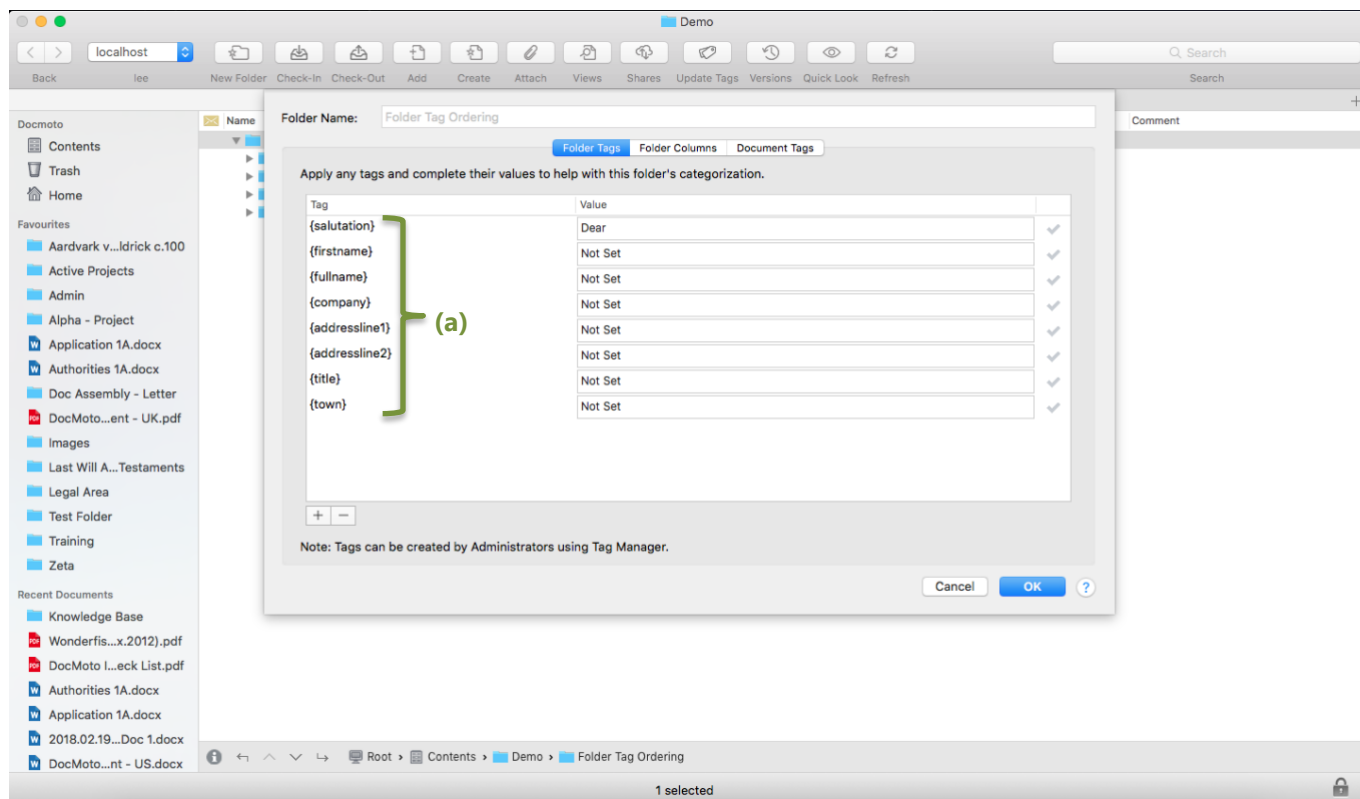 Demo
localhost
Search
Back lee New Folder Check-In Check-Out Add Create Attach Views Shares Update Tags Versions Quick Look Refresh Search
Docmoto
Contents
Trash
Home
Favourites
Aardvark v...ldrick c.100
Active Projects
Admin
Alpha - Project
Application 1A.docx
Authorities 1A.docx
Doc Assembly - Letter
DocMoto...ent - UK.pdf
Images
Last Will A...Testaments
Legal Area
Test Folder
Training
Zeta
Recent Documents
Knowledge Base
Wonderfis...x.2012).pdf
DocMoto I...eck List.pdf
Authorities 1A.docx
Application 1A.docx
2018.02.19...Doc 1.docx
DocMoto...nt - US.docx
Name
Comment
Folder Name: Folder Tag Ordering
Folder Tags Folder Columns Document Tags
Apply any tags and complete their values to help with this folder's categorization.
Tag Value
{salutation} Dear
{firstname} Not Set
{fullname} Not Set
{company} Not Set
{addressline1} Not Set
{addressline2} Not Set
{title} Not Set
{town} Not Set
(a)
+ −
Note: Tags can be created by Administrators using Tag Manager.
Cancel OK ?
Root › Contents › Demo › Folder Tag Ordering
1 selected